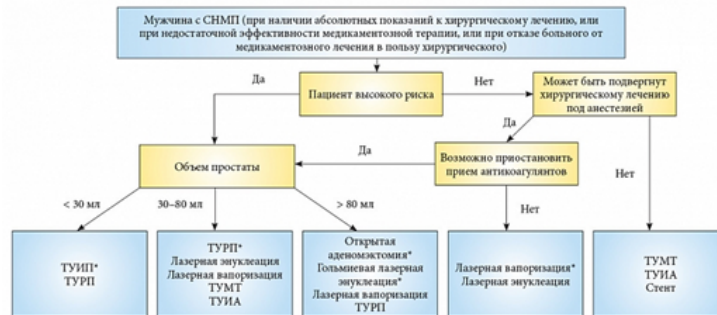 Мужчина с СНМП (при наличии абсолютных показаний к хирургическому лечению, или
при недостаточной эффективности медикаментозной терапии, или при отказе больного от
медикаментозного лечения в пользу хирургического)
Да
Пациент высокого риска
Нет
Может быть подвергнут
хирургическому лечению
под анестезией
Да
Объем простаты
Да
Возможно приостановить
прием антикоагулянтов
Нет
< 30 мл
30–80 мл
> 80 мл
Нет
ТУИП*
ТУРП
ТУРП*
Лазерная энуклеация
Лазерная вапоризация
ТУМТ
ТУИА
Открытая
аденомэктомия*
Гольмиевая лазерная
энуклеация*
Лазерная вапоризация
ТУРП
Лазерная вапоризация*
Лазерная энуклеация
ТУМТ
ТУИА
Стент